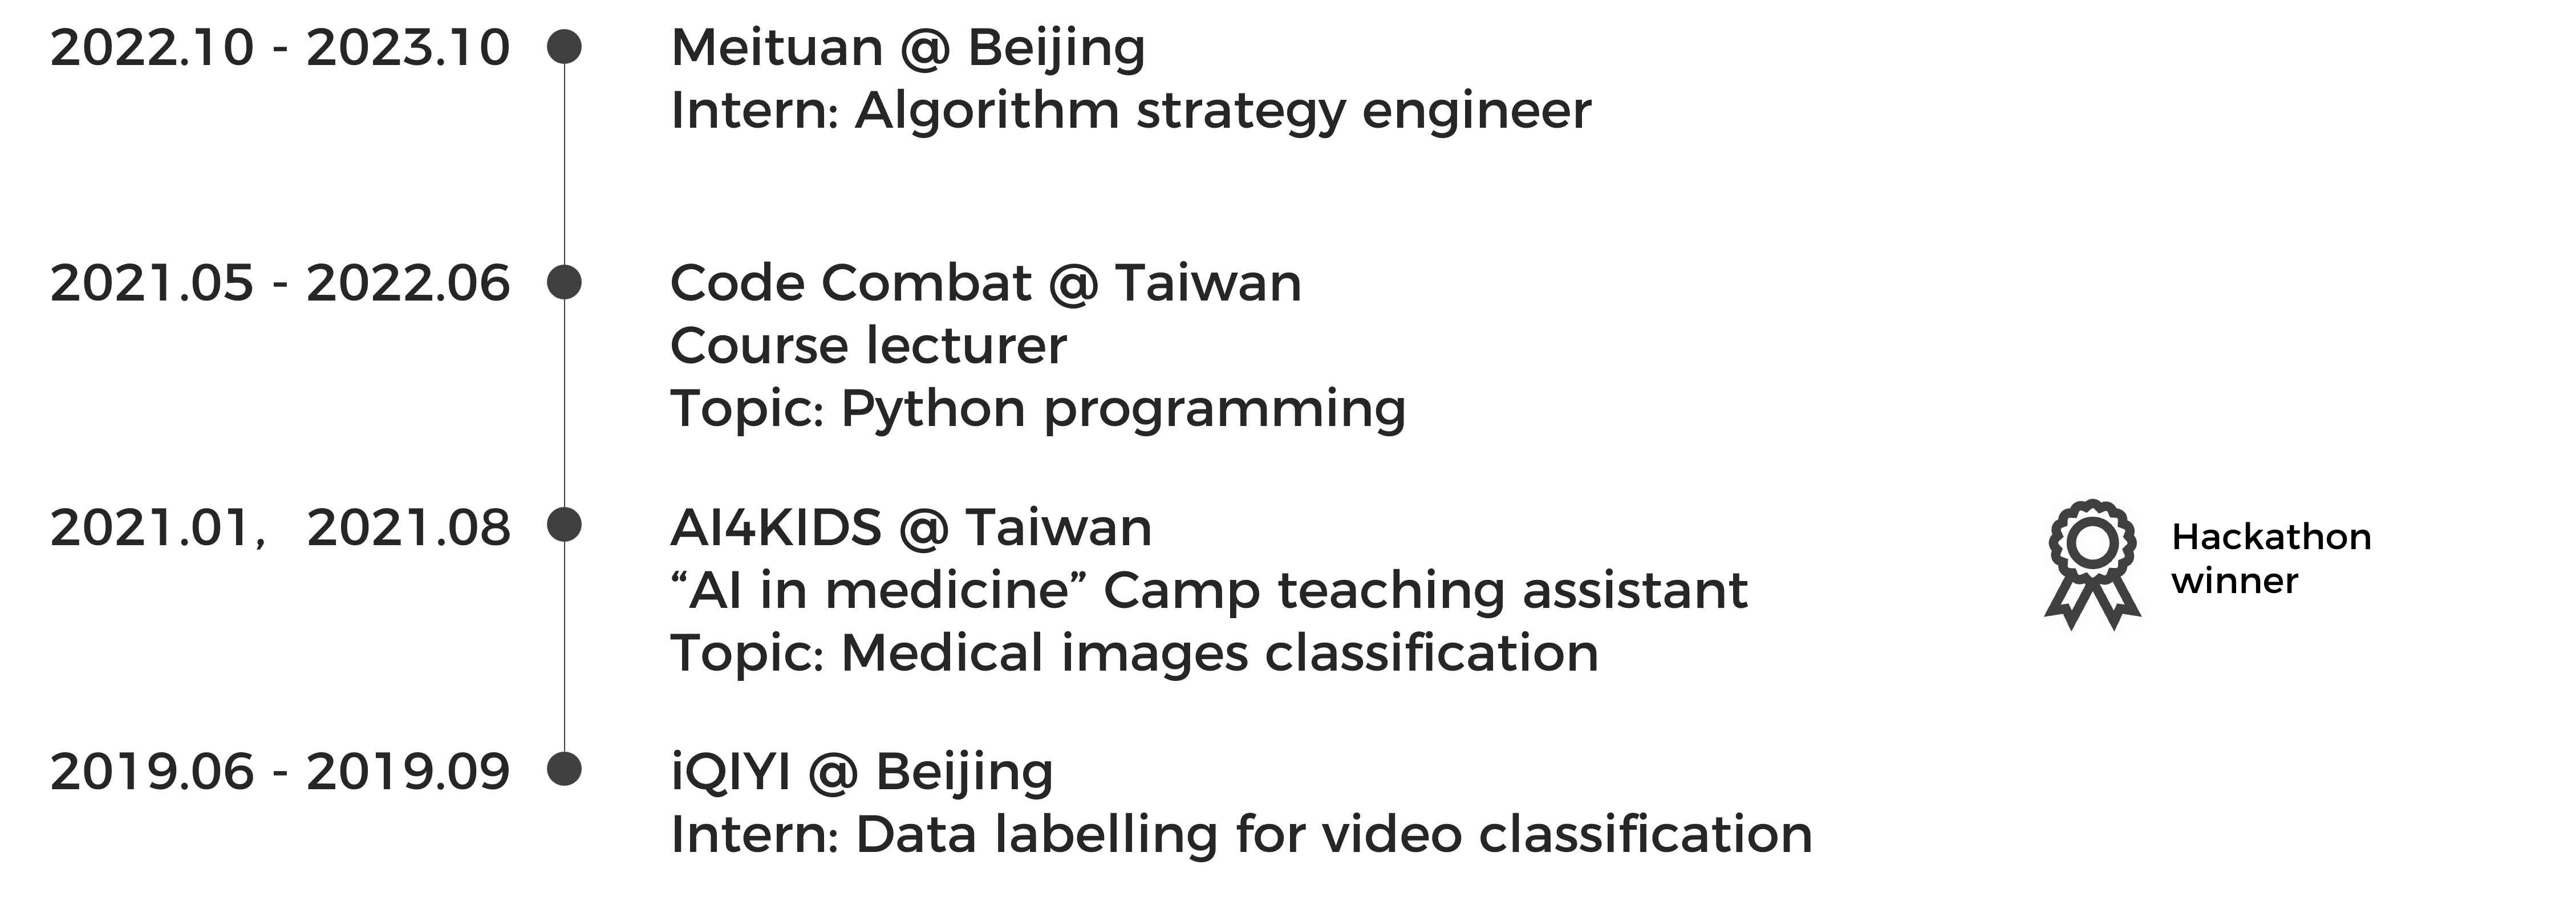 2022.10 - 2023.10
Meituan @ Beijing
Intern: Algorithm strategy engineer
2021.05 - 2022.06
Code Combat @ Taiwan
Course lecturer
Topic: Python programming
2021.01, 2021.08
AI4KIDS @ Taiwan
“AI in medicine” Camp teaching assistant
Topic: Medical images classification
Hackathon
winner
2019.06 - 2019.09
iQIYI @ Beijing
Intern: Data labelling for video classification